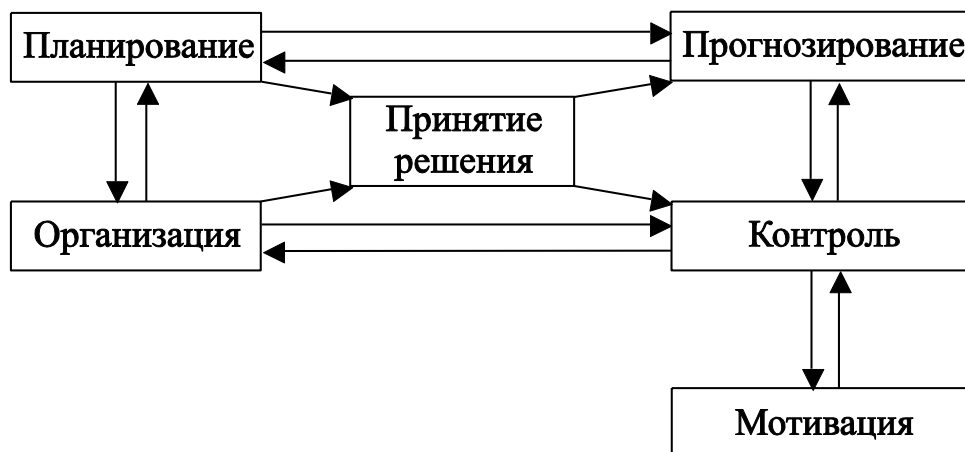 Планирование
Прогнозирование
Принятие
решения
Организация
Контроль
Мотивация